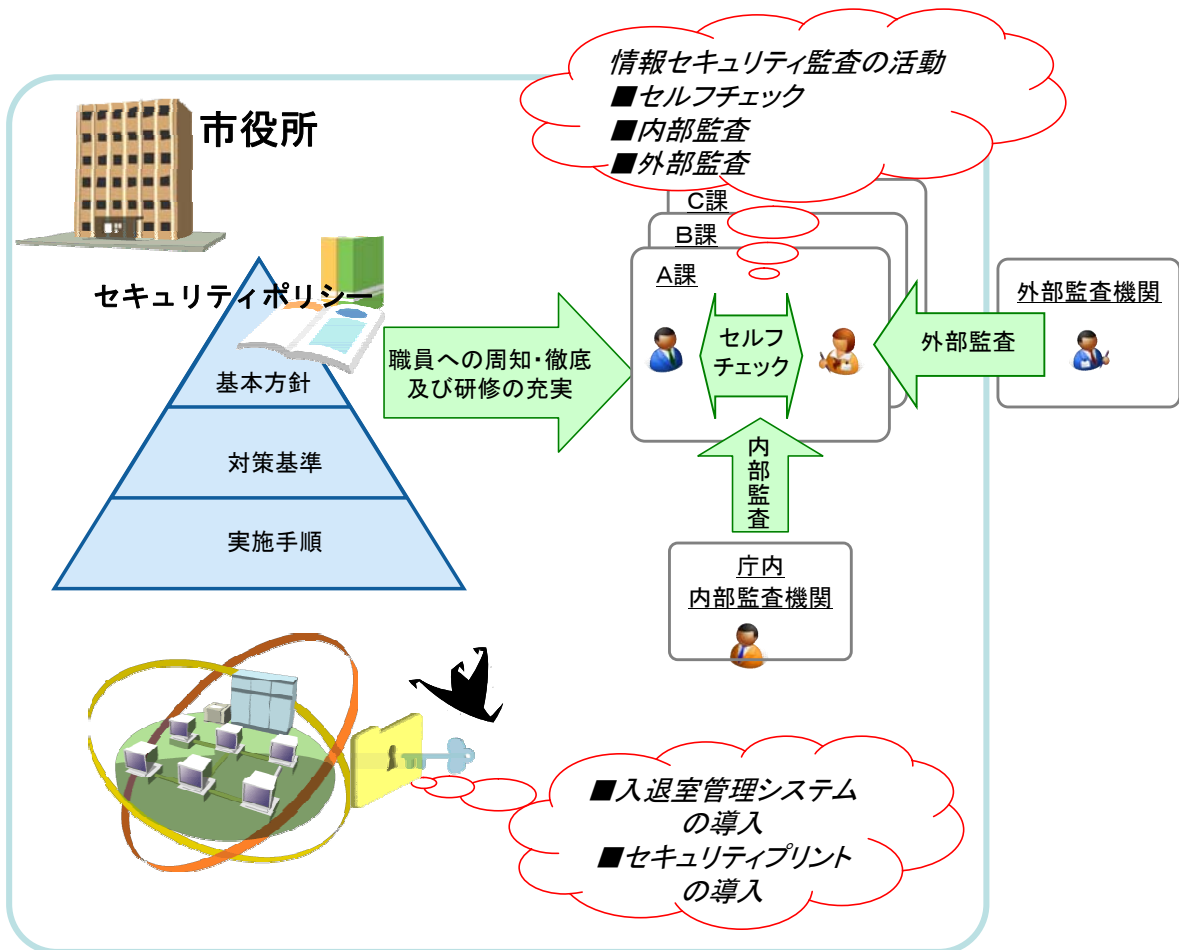 情報セキュリティ監査の活動
■セルフチェック
■内部監査
■外部監査
市役所
C課
B課
A課
セキュリティポリシー
基本方針
対策基準
実施手順
職員への周知・徹底
及び研修の充実
セルフ
チェック
外部監査
外部監査機関
内部監査
庁内
内部監査機関
■入退室管理システム
の導入
■セキュリティプリント
の導入